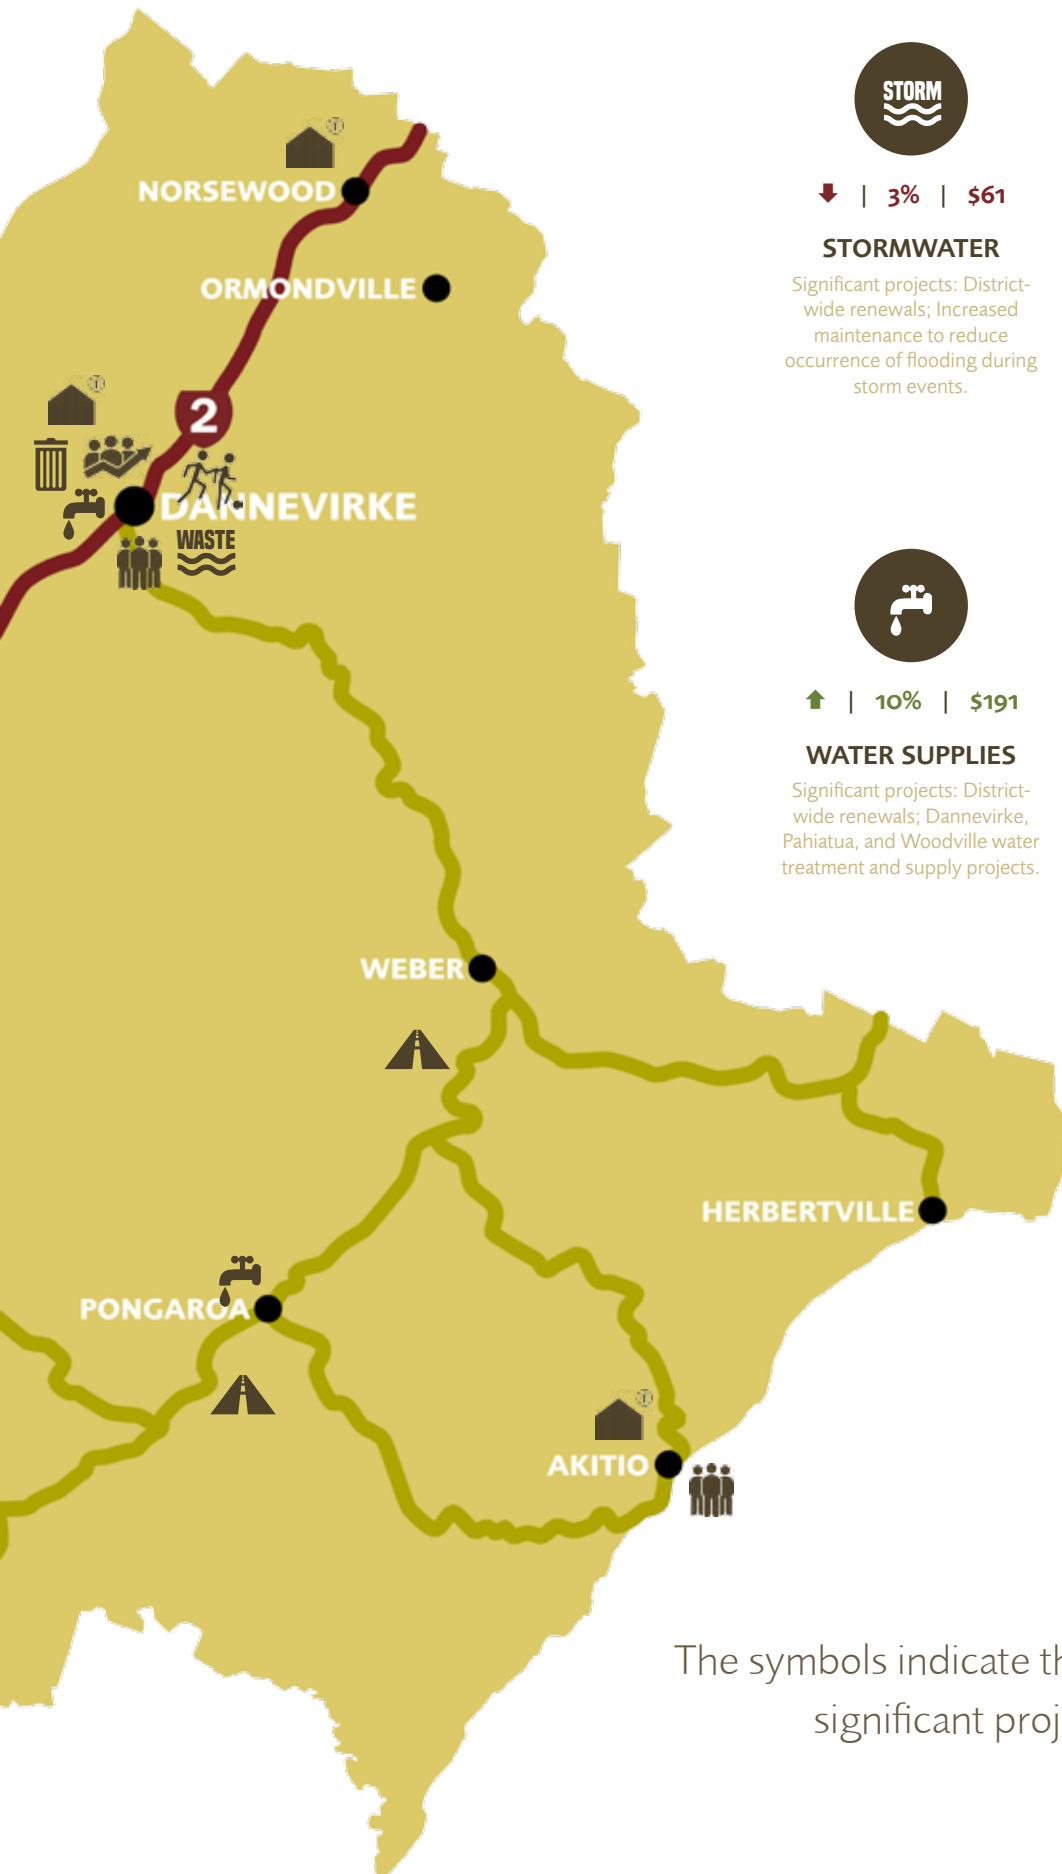 STORM
3% | $61
STORMWATER
Significant projects: District-
wide renewals; Increased
maintenance to reduce
occurrence of flooding during
storm events.
NORSEWOOD
ORMONDVILLE
2
DANNEVIRKE
WASTE
10% | $191
WATER SUPPLIES
Significant projects: District-
wide renewals; Dannevirke,
Pahiatua, and Woodville water
treatment and supply projects.
WEBER
HERBERTVILLE
PONGAROA
AKITIO
The symbols indicate
significant